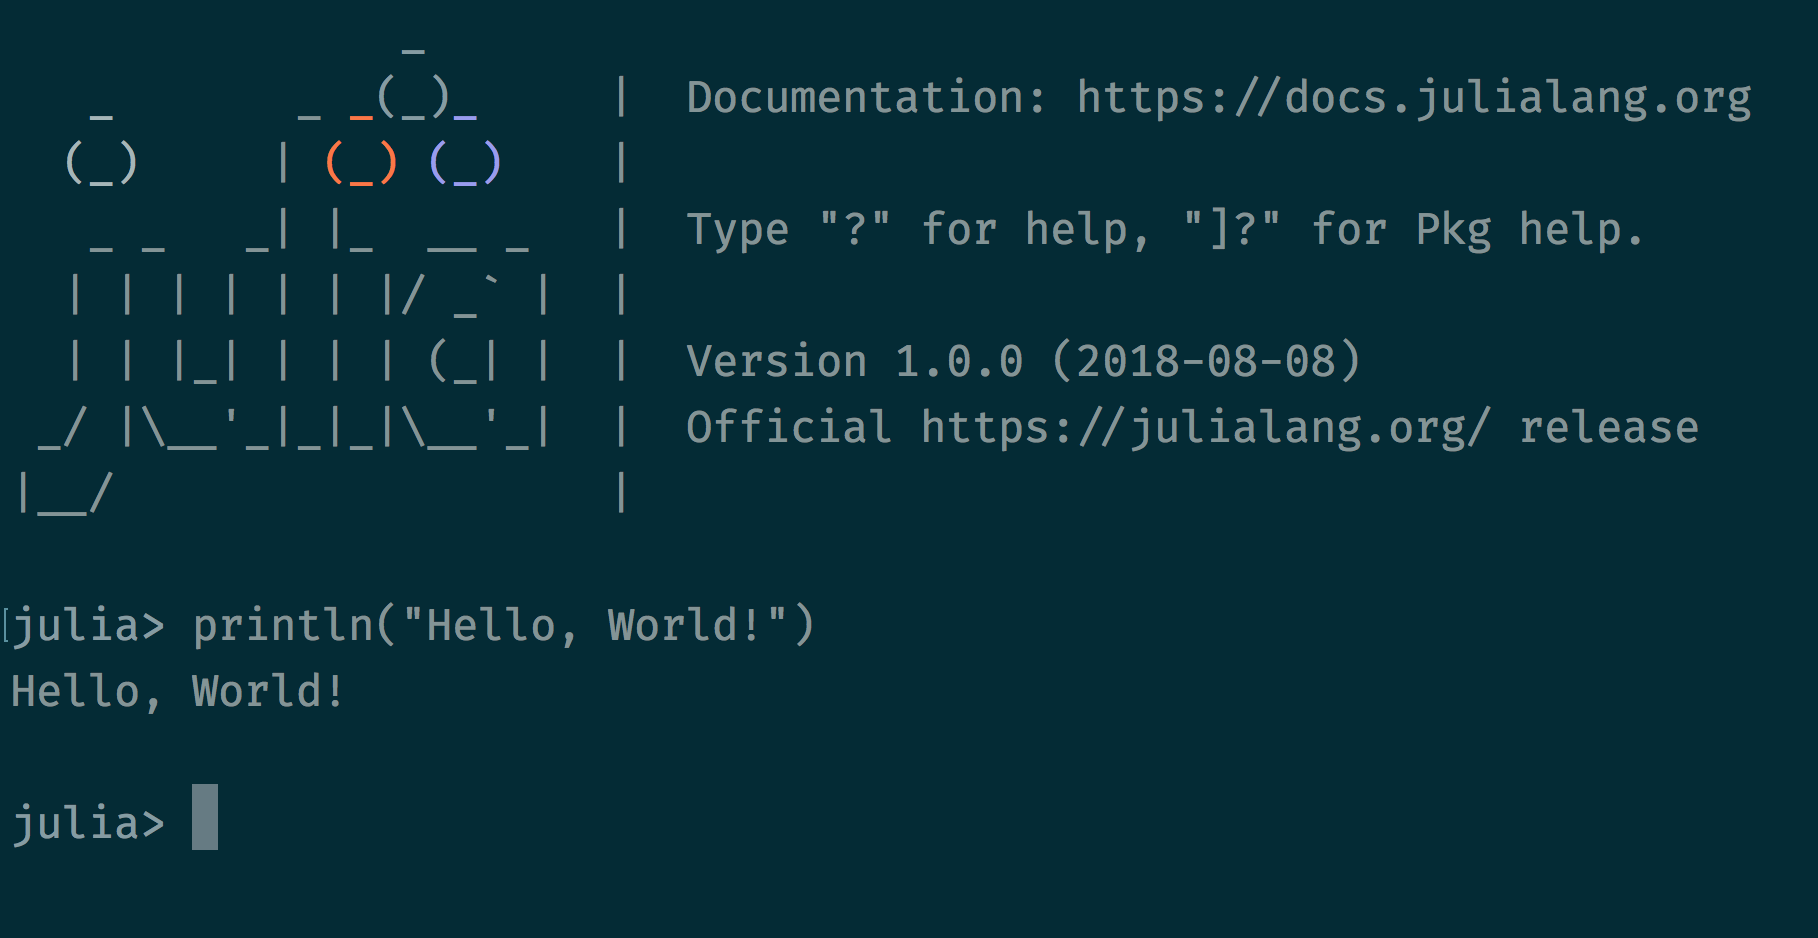 _
   _       _ _(_)_     |  Documentation: https://docs.julialang.org
  (_)     | (_) (_)    |
   _ _   _| |_  __ _   |  Type "?" for help, "]?" for Pkg help.
  | | | | | | |/ _` |  |
  | | |_| | | | (_| |  |  Version 1.0.0 (2018-08-08)
 _/ |\__'_|_|_|\__'_|  |  Official https://julialang.org/ release
|__/                   |

julia> println("Hello, World!")
Hello, World!

julia>